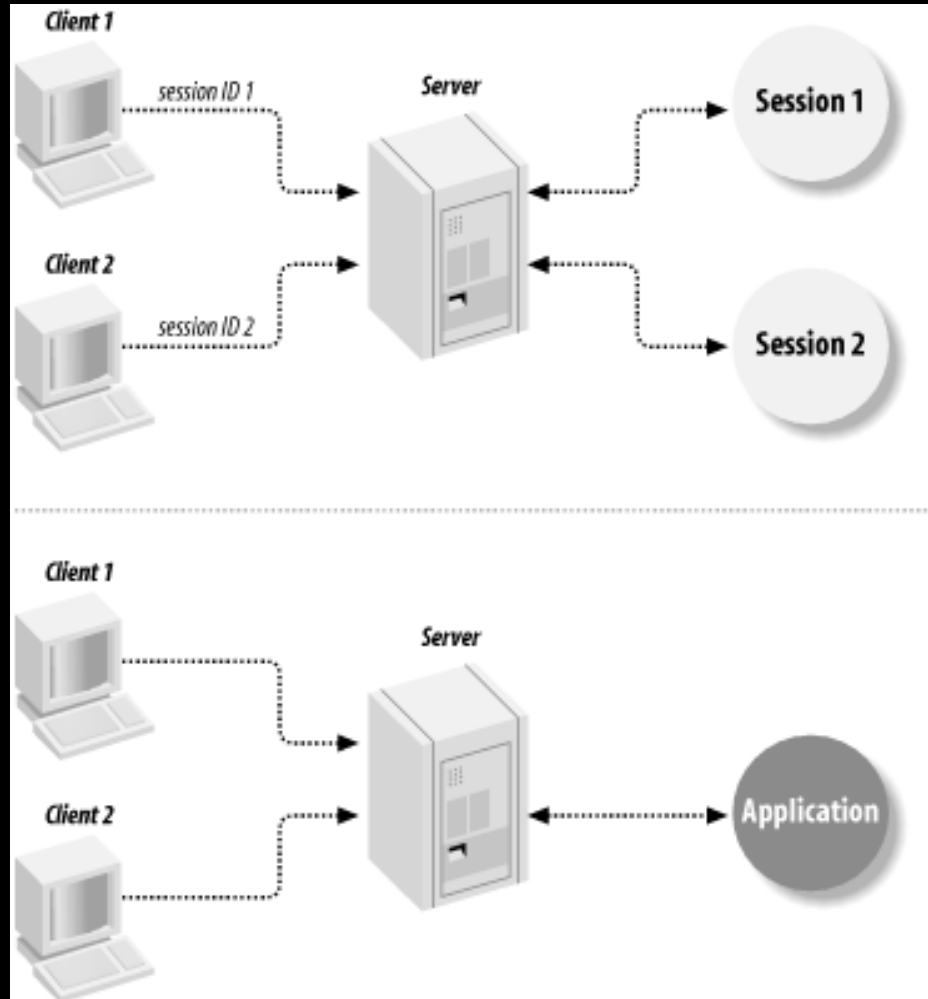 Client 1
session ID 1
Server
Session 1
Client 2
session ID 2
Session 2
Client 1
Server
Client 2
Application